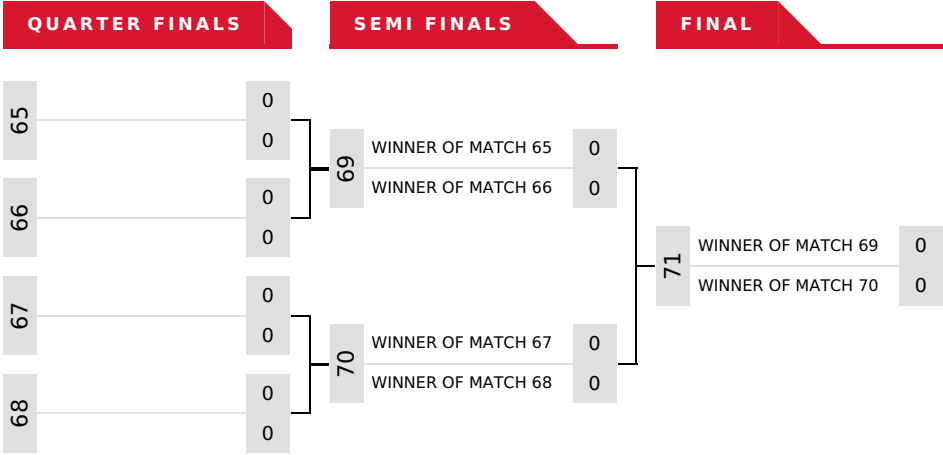 QUARTER FINALS
SEMI FINALS
FINAL
65
0
0
66
0
0
67
0
0
68
0
0
69
WINNER OF MATCH 65 0
WINNER OF MATCH 66 0
70
WINNER OF MATCH 67 0
WINNER OF MATCH 68 0
71
WINNER OF MATCH 69 0
WINNER OF MATCH 70 0